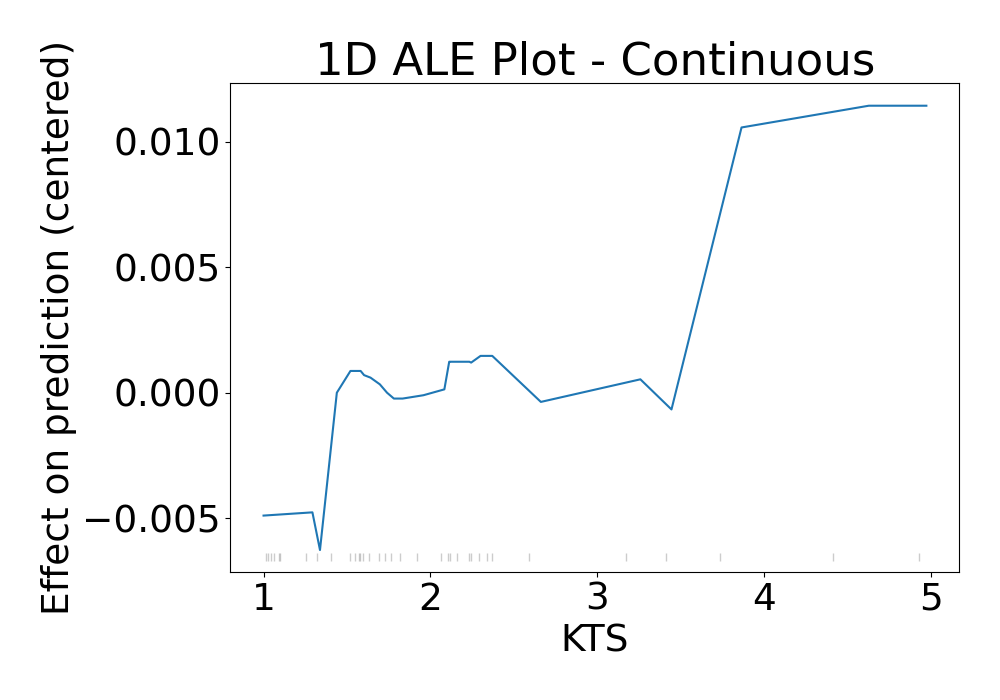 1D ALE Plot - Continuous
Effect on prediction (centered)
0.010
0.005
0.000
−0.005
1 2 3 4 5
KTS